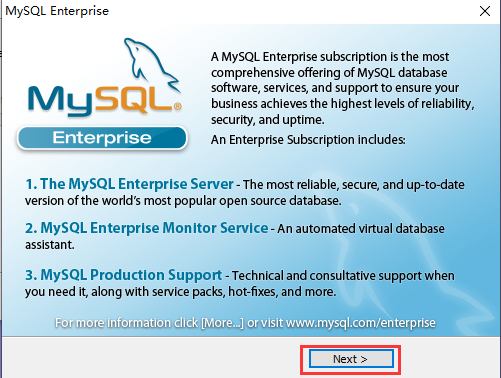 MySQL Enterprise
A MySQL Enterprise subscription is the most
comprehensive offering of MySQL database
software, services, and support to ensure your
business achieves the highest levels of reliability,
security, and uptime.
An Enterprise Subscription includes:
MySQL®
Enterprise
1. The MySQL Enterprise Server - The most reliable, secure, and up-to-date
version of the world's most popular open source database.
2. MySQL Enterprise Monitor Service - An automated virtual database
assistant.
3. MySQL Production Support - Technical and consultative support when
you need it, along with service packs, hot-fixes, and more.
For more information click [More...] or visit www.mysql.com/enterprise
Next >